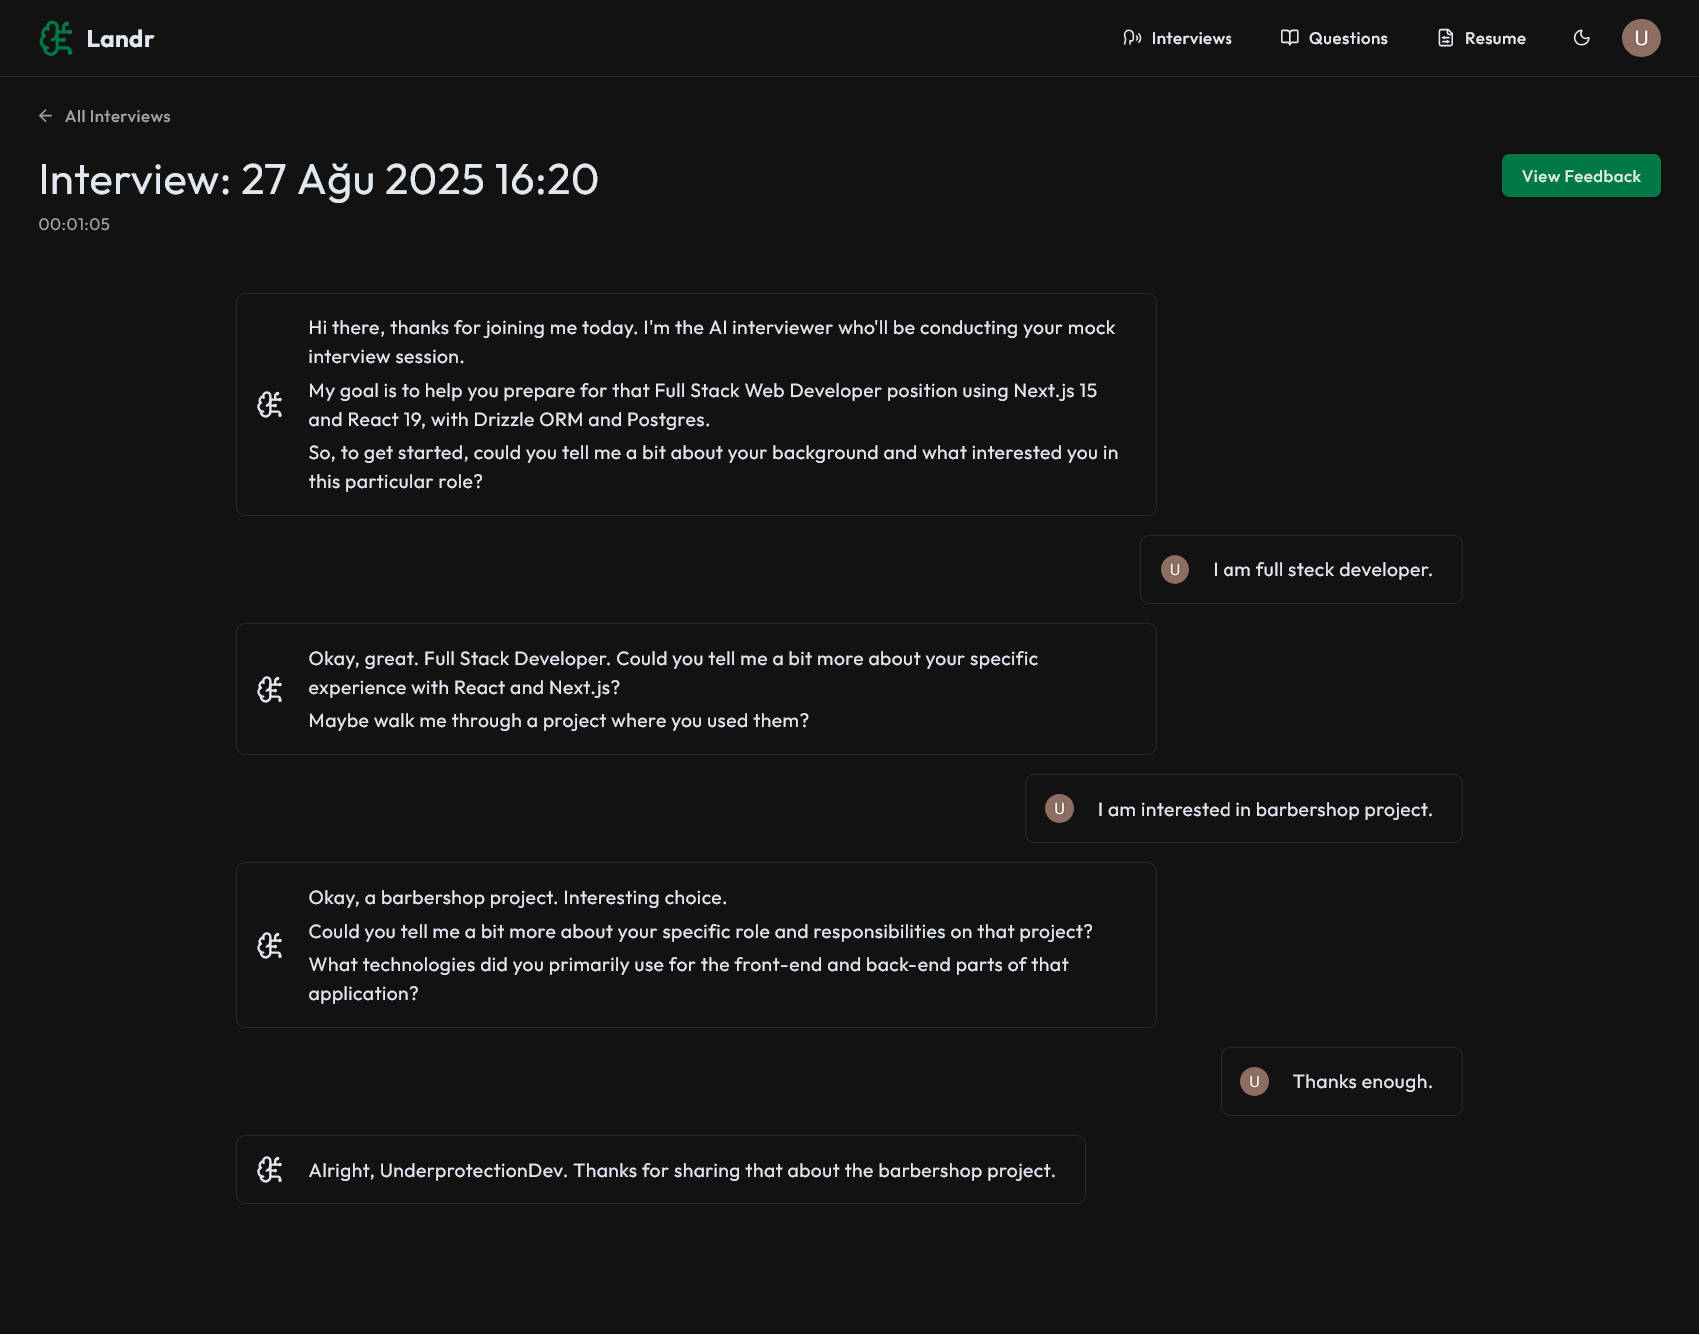 Landr
Interviews
Questions
Resume
U
All Interviews
Interview: 27 Ağu 2025 16:20
View Feedback
00:01:05
Hi there, thanks for joining me today. I'm the AI interviewer who'll be conducting your mock
interview session.
My goal is to help you prepare for that Full Stack Web Developer position using Next.js 15
and React 19, with Drizzle ORM and Postgres.
So, to get started, could you tell me a bit about your background and what interested you in
this particular role?
U
I am full steck developer.
Okay, great. Full Stack Developer. Could you tell me a bit more about your specific
experience with React and Next.js?
Maybe walk me through a project where you used them?
U
I am interested in barbershop project.
Okay, a barbershop project. Interesting choice.
Could you tell me a bit more about your specific role and responsibilities on that project?
What technologies did you primarily use for the front-end and back-end parts of that
application?
U
Thanks enough.
Alright, UnderprotectionDev. Thanks for sharing that about the barbershop project.